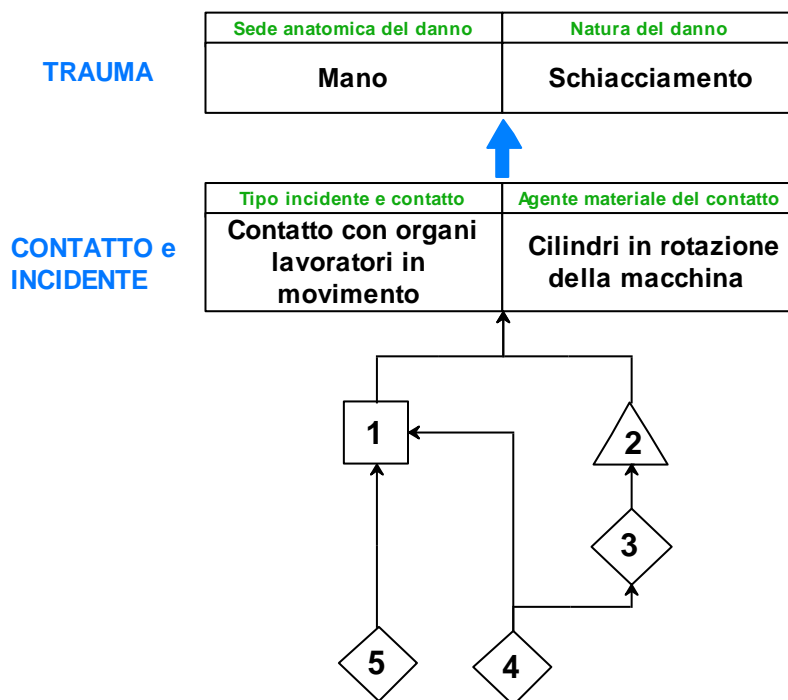 Sede anatomica del danno
Natura del danno
TRAUMA
Mano
Schiacciamento
Tipo incidente e contatto
Agente materiale del contatto
CONTATTO e
INCIDENTE
Contatto con organi
lavoratori in
movimento
Cilindri in rotazione
della macchina
1
2
3
5
4